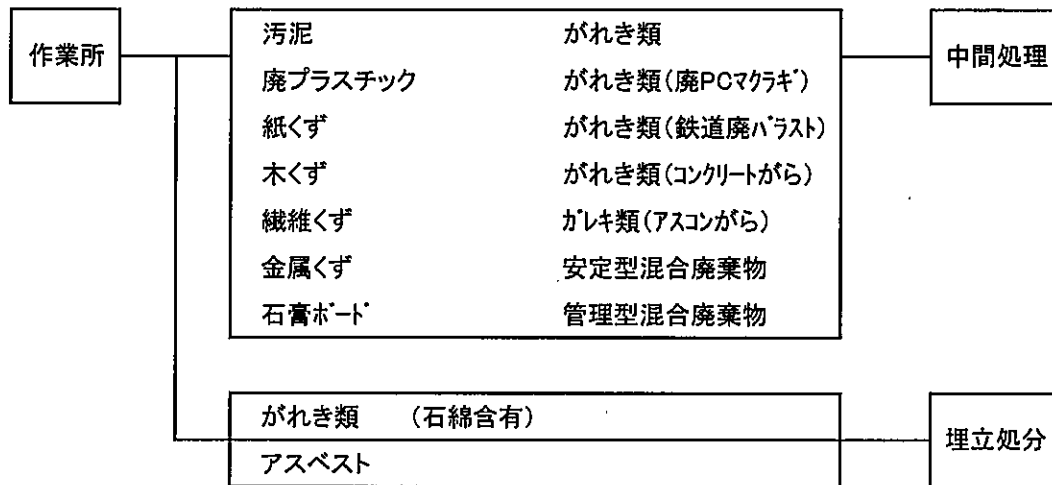 作業所
汚泥 がれき類
廃プラスチック がれき類(廃PCマクラギ)
紙くず がれき類(鉄道廃バラスト)
木くず がれき類(コンクリートがら)
繊維くず ガレキ類(アスコンがら)
金属くず 安定型混合廃棄物
石膏ボード 管理型混合廃棄物
中間処理
がれき類 (石綿含有)
アスベスト
埋立処分